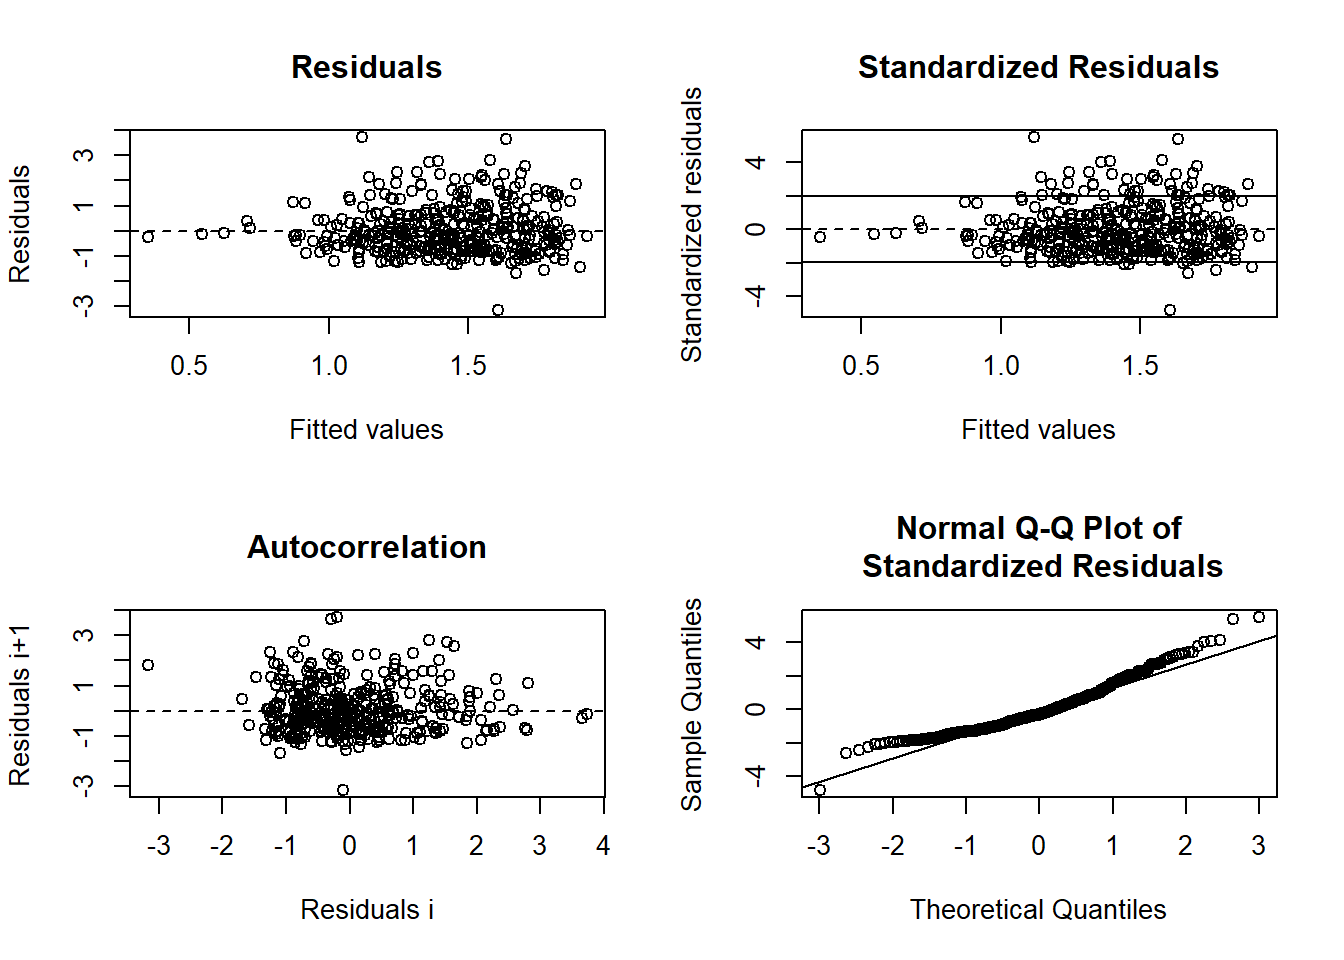 Residuals
Residuals
3
1
-1
-3
0.5 1.0 1.5
Fitted values
Standardized Residuals
Standardized residuals
4
0
-4
0.5 1.0 1.5
Fitted values
Autocorrelation
Residuals i+1
3
1
-1
-3
-3 -2 -1 0 1 2 3 4
Residuals i
Normal Q-Q Plot of
Standardized Residuals
Sample Quantiles
4
0
-4
-3 -2 -1 0 1 2 3
Theoretical Quantiles